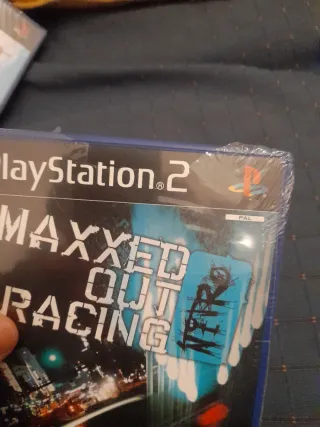 PlayStation®2
PAL
MAXXED
OUT
RACING
NITRO